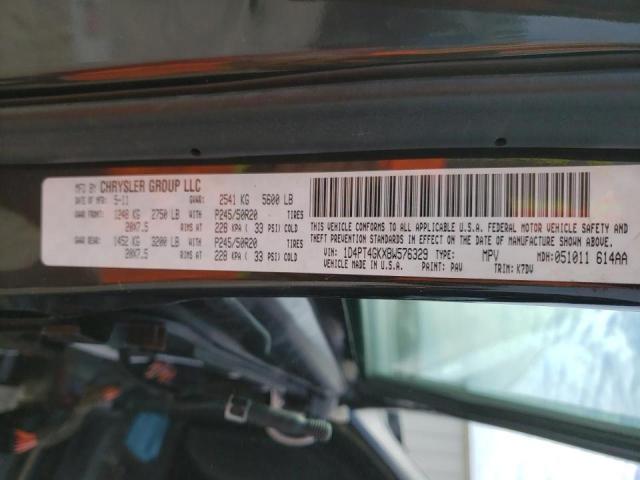 MFD BY CHRYSLER GROUP LLC
DATE OF MFR 5-11 GVWR: 2541 KG 5600 LB
GAWR FRONT: 1248 KG 2750 LB WITH P245/50R20 TIRES
20X7.5 RIMS AT 228 KPA ( 33 PSI) COLD
GAWR REAR: 1452 KG 3200 LB WITH P245/50R20 TIRES
20X7.5 RIMS AT 228 KPA ( 33 PSI) COLD
THIS VEHICLE CONFORMS TO ALL APPLICABLE U.S.A. FEDERAL MOTOR VEHICLE SAFETY AND
THEFT PREVENTION STANDARDS IN EFFECT ON THE DATE OF MANUFACTURE SHOWN ABOVE.
VIN: 1D4PT4GKXBW576329 TYPE: MPV MDH: 051011 614AA
VEHICLE MADE IN U.S.A. PAINT: PAV TRIM: K7DV